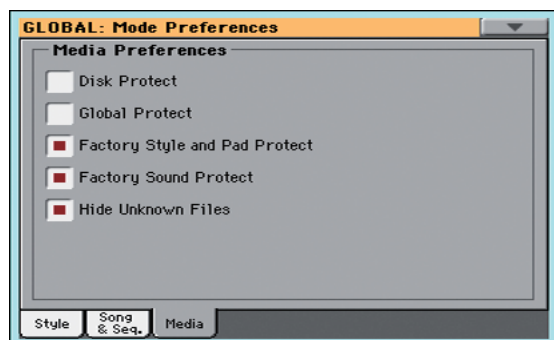 GLOBAL: Mode Preferences
Media Preferences
Disk Protect
Global Protect
Factory Style and Pad Protect
Factory Sound Protect
Hide Unknown Files
Style
Song
& Seq.
Media